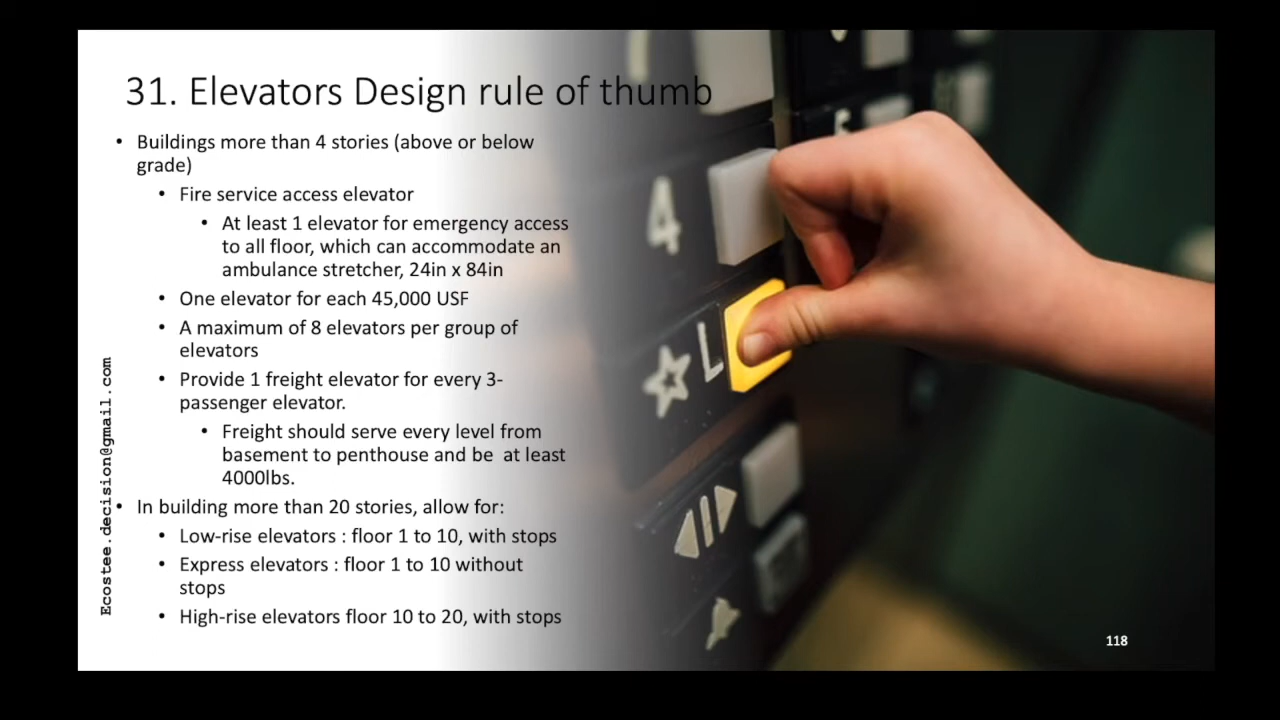 31. Elevators Design rule of thumb
• Buildings more than 4 stories (above or below
grade)
• Fire service access elevator
• At least 1 elevator for emergency access
to all floor, which can accommodate an
ambulance stretcher, 24in x 84in
• One elevator for each 45,000 USF
• A maximum of 8 elevators per group of
elevators
• Provide 1 freight elevator for every 3-
passenger elevator.
• Freight should serve every level from
basement to penthouse and be  at least
4000lbs.
• In building more than 20 stories, allow for:
• Low-rise elevators : floor 1 to 10, with stops
• Express elevators : floor 1 to 10 without
stops
• High-rise elevators floor 10 to 20, with stops
Ecostee.decision@gmail.com
4
L
118